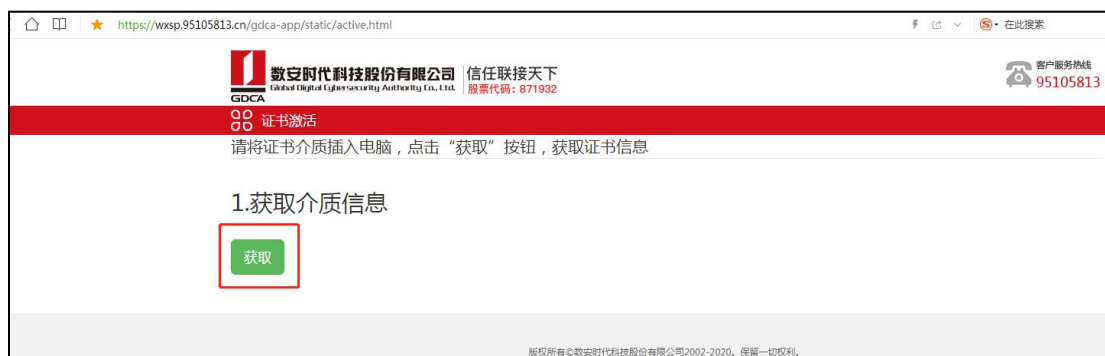 https://wxsp.95105813.cn/gdca-app/static/active.html
在此搜索
数安时代科技股份有限公司
信任联接天下
Global Digital Cybersecurity Authority Co., Ltd.
股票代码: 871932
GDCA
客户服务热线
95105813
证书激活
请将证书介质插入电脑，点击“获取”按钮，获取证书信息
1.获取介质信息
获取
版权所有©数安时代科技股份有限公司2002-2020。保留一切权利。